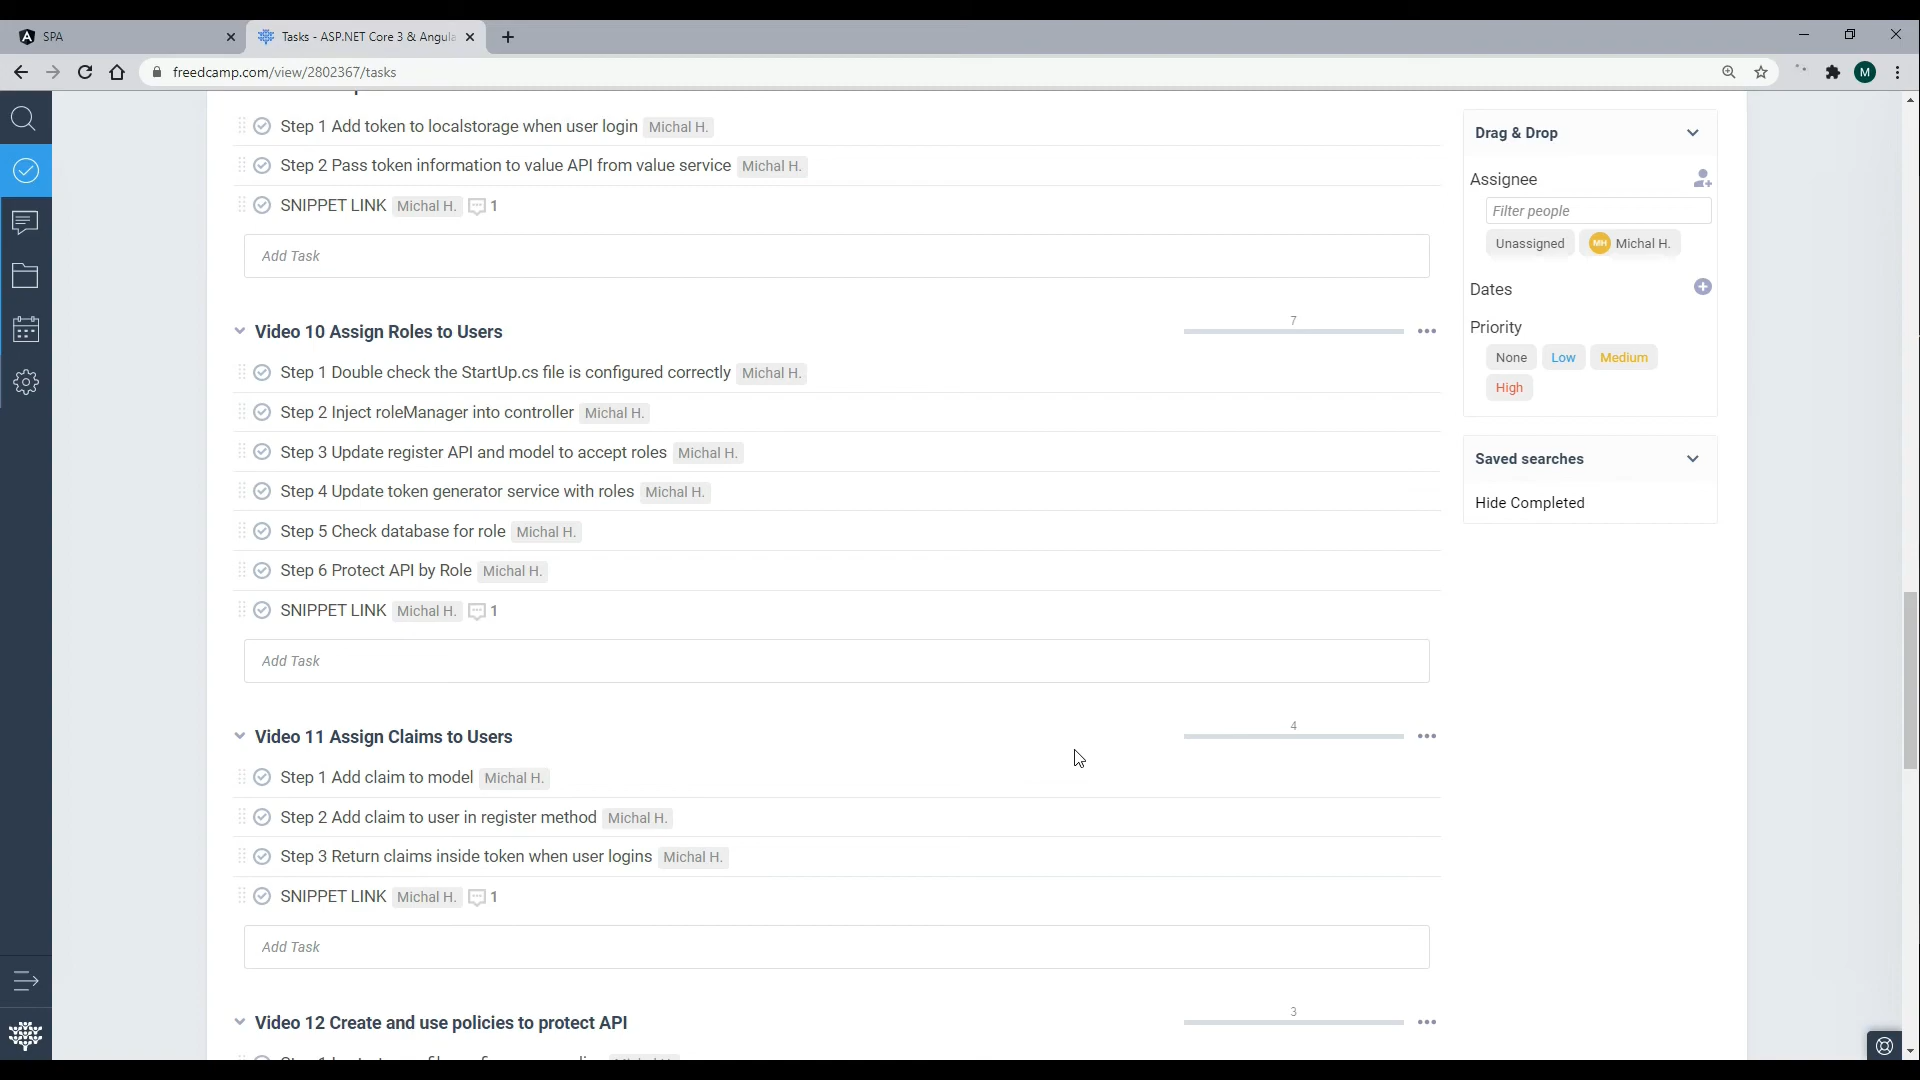 SPA
Tasks - ASP.NET Core 3 & Angula
freedcamp.com/view/2802367/tasks
M
Step 1 Add token to localstorage when user login Michal H.
Step 2 Pass token information to value API from value service Michal H.
SNIPPET LINK Michal H. 1
Add Task
Video 10 Assign Roles to Users
7
Step 1 Double check the StartUp.cs file is configured correctly Michal H.
Step 2 Inject roleManager into controller Michal H.
Step 3 Update register API and model to accept roles Michal H.
Step 4 Update token generator service with roles Michal H.
Step 5 Check database for role Michal H.
Step 6 Protect API by Role Michal H.
SNIPPET LINK Michal H. 1
Add Task
Video 11 Assign Claims to Users
4
Step 1 Add claim to model Michal H.
Step 2 Add claim to user in register method Michal H.
Step 3 Return claims inside token when user logins Michal H.
SNIPPET LINK Michal H. 1
Add Task
Video 12 Create and use policies to protect API
3
Drag & Drop
Assignee
Filter people
Unassigned MH Michal H.
Dates
Priority
None Low Medium
High
Saved searches
Hide Completed